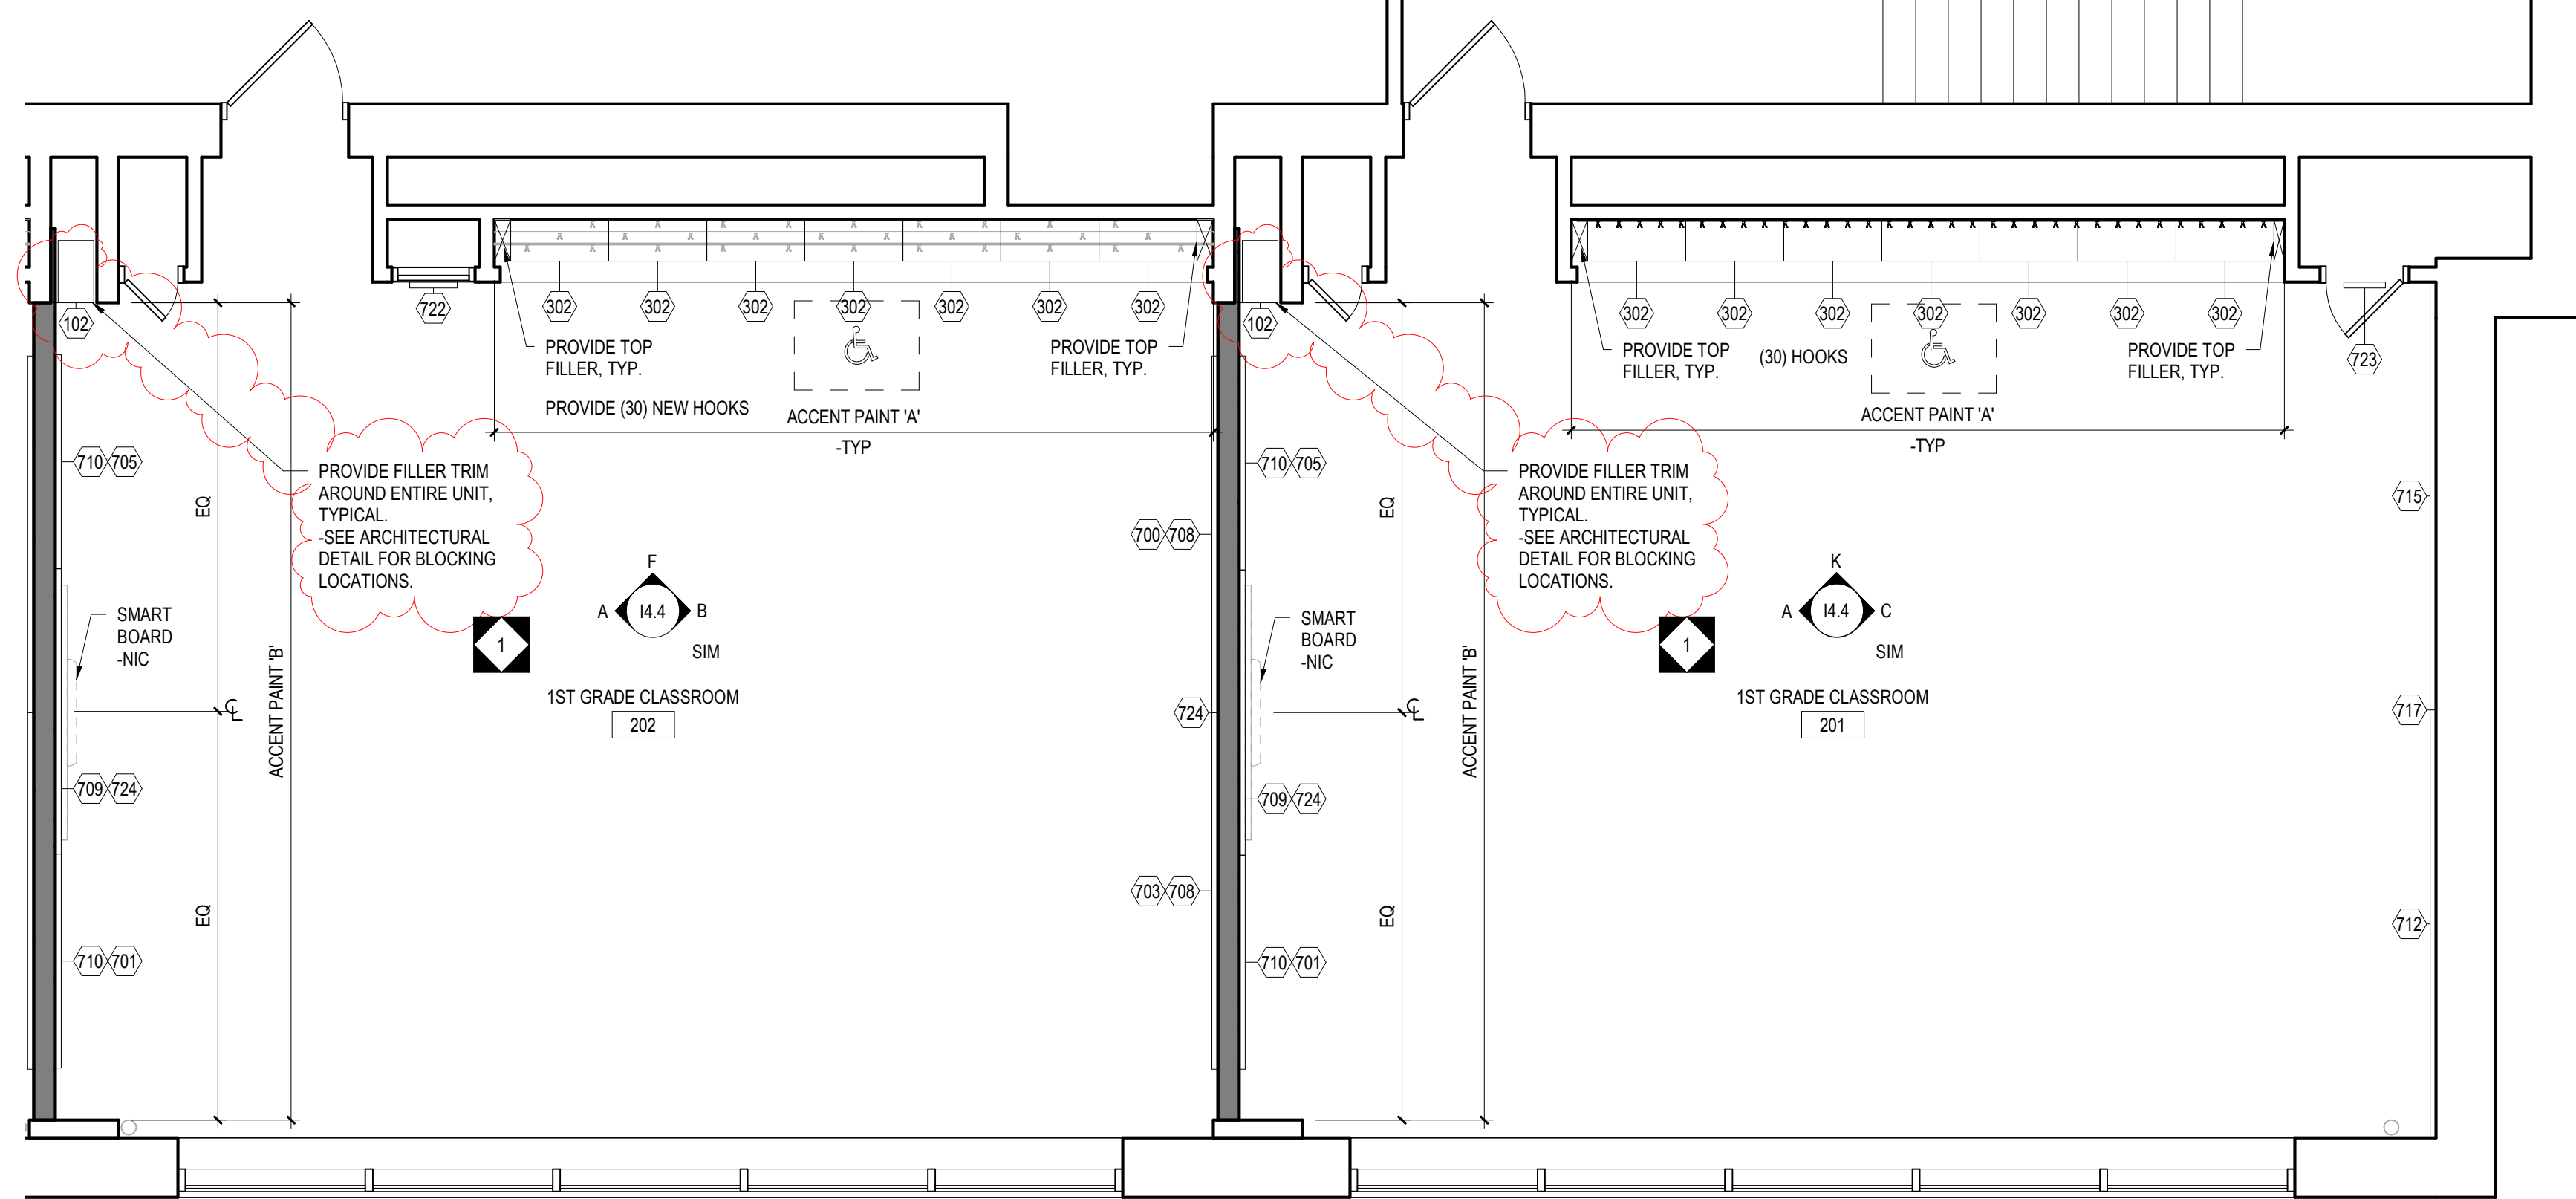 102
722
302
302
302
302
302
302
302
PROVIDE TOP
FILLER, TYP.
PROVIDE TOP
FILLER, TYP.
PROVIDE (30) NEW HOOKS
ACCENT PAINT 'A'
-TYP
710 705
EQ
PROVIDE FILLER TRIM
AROUND ENTIRE UNIT,
TYPICAL.
-SEE ARCHITECTURAL
DETAIL FOR BLOCKING
LOCATIONS.
700 708
F
A
I4.4
B
SIM
1
SMART
BOARD
-NIC
ACCENT PAINT 'B'
1ST GRADE CLASSROOM
202
CL
724
709 724
703 708
EQ
710 701
102
302
302
302
302
302
302
302
723
PROVIDE TOP
FILLER, TYP.
(30) HOOKS
PROVIDE TOP
FILLER, TYP.
ACCENT PAINT 'A'
-TYP
710 705
EQ
PROVIDE FILLER TRIM
AROUND ENTIRE UNIT,
TYPICAL.
-SEE ARCHITECTURAL
DETAIL FOR BLOCKING
LOCATIONS.
715
K
A
I4.4
C
SIM
1
SMART
BOARD
-NIC
ACCENT PAINT 'B'
1ST GRADE CLASSROOM
201
CL
717
709 724
712
EQ
710 701